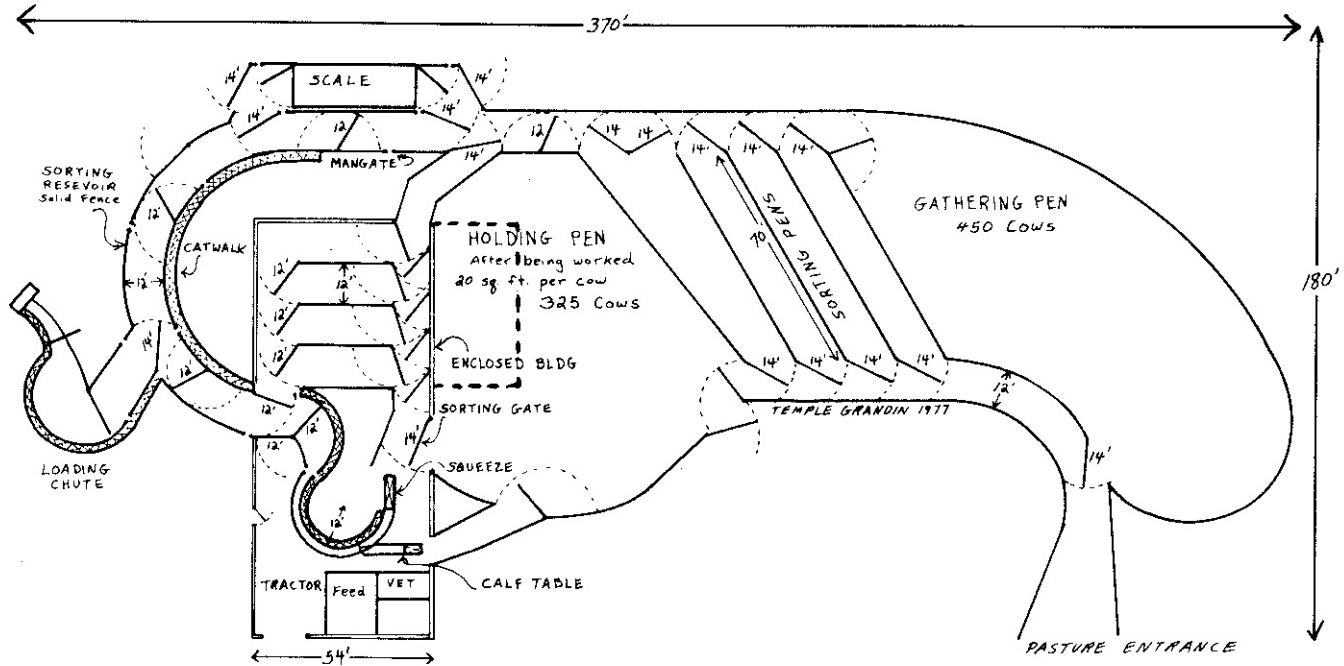 370'
14'
SCALE
14'
14'
12
14'
12
14
14
14'
14'
14'
MANGATE
14'
SORTING
RESEVOIR
Solid Fence
12'
GATHERING PEN
450 COWS
SORTING PENS
70
CATWALK
HOLDING PEN
After being worked
20 sq. ft. per cow
325 Cows
12'
12'
12'
180'
12'
14'
12'
12'
ENCLOSED BLDG
14'
14'
14'
14'
12'
12'
12'
SORTING GATE
TEMPLE GRANDIN 1977
14'
12'
LOADING
CHUTE
SQUEEZE
14'
12'
TRACTOR
Feed
VET
CALF TABLE
54'
PASTURE ENTRANCE